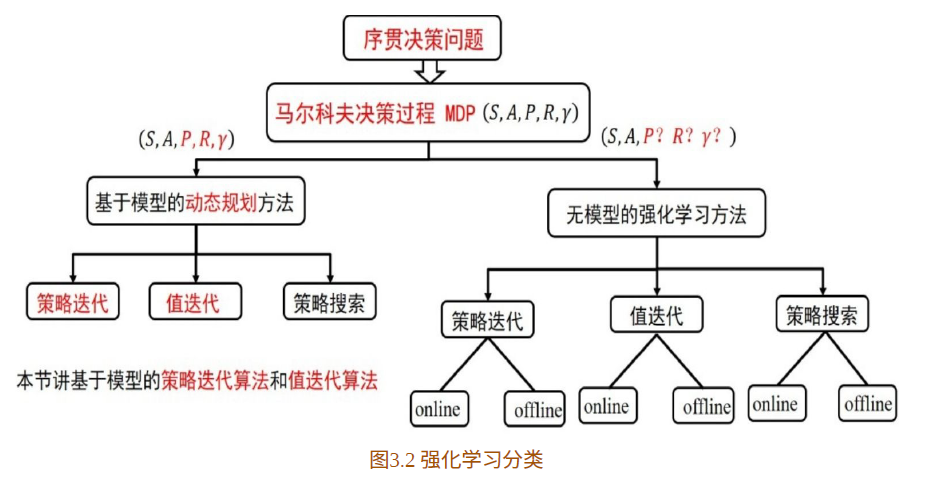 序贯决策问题
马尔科夫决策过程 MDP (S,A,P,R,γ)
(S,A,P,R,γ)
(S,A,P? R? γ? )
基于模型的动态规划方法
无模型的强化学习方法
策略迭代
值迭代
策略搜索
策略迭代
值迭代
策略搜索
online
offline
online
offline
online
offline
本节讲基于模型的策略迭代算法和值迭代算法
图3.2 强化学习分类